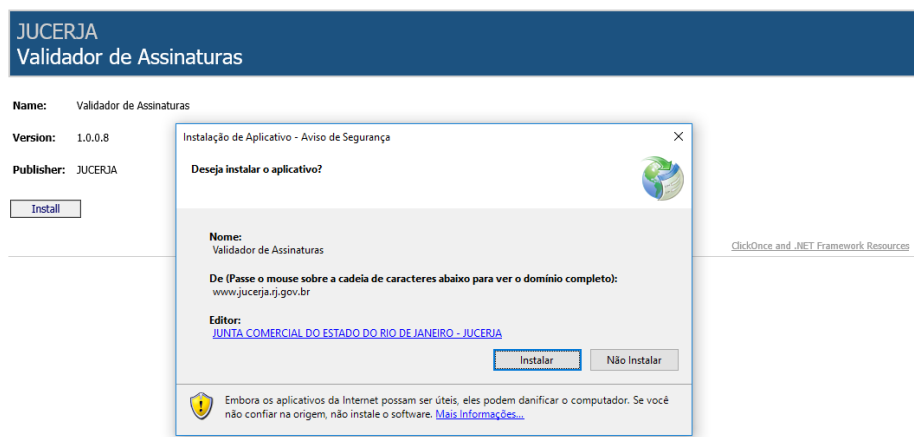 JUCERJA
Validador de Assinaturas
Name: Validador de Assinaturas
Version: 1.0.0.8
Publisher: JUCERJA
Install
ClickOnce and .NET Framework Resources
Instalação de Aplicativo - Aviso de Segurança
Deseja instalar o aplicativo?
Nome:
Validador de Assinaturas
De (Passe o mouse sobre a cadeia de caracteres abaixo para ver o domínio completo):
www.jucerja.rj.gov.br
Editor:
JUNTA COMERCIAL DO ESTADO DO RIO DE JANEIRO - JUCERJA
Instalar Não Instalar
Embora os aplicativos da Internet possam ser úteis, eles podem danificar o computador. Se você
não confiar na origem, não instale o software. Mais Informações...